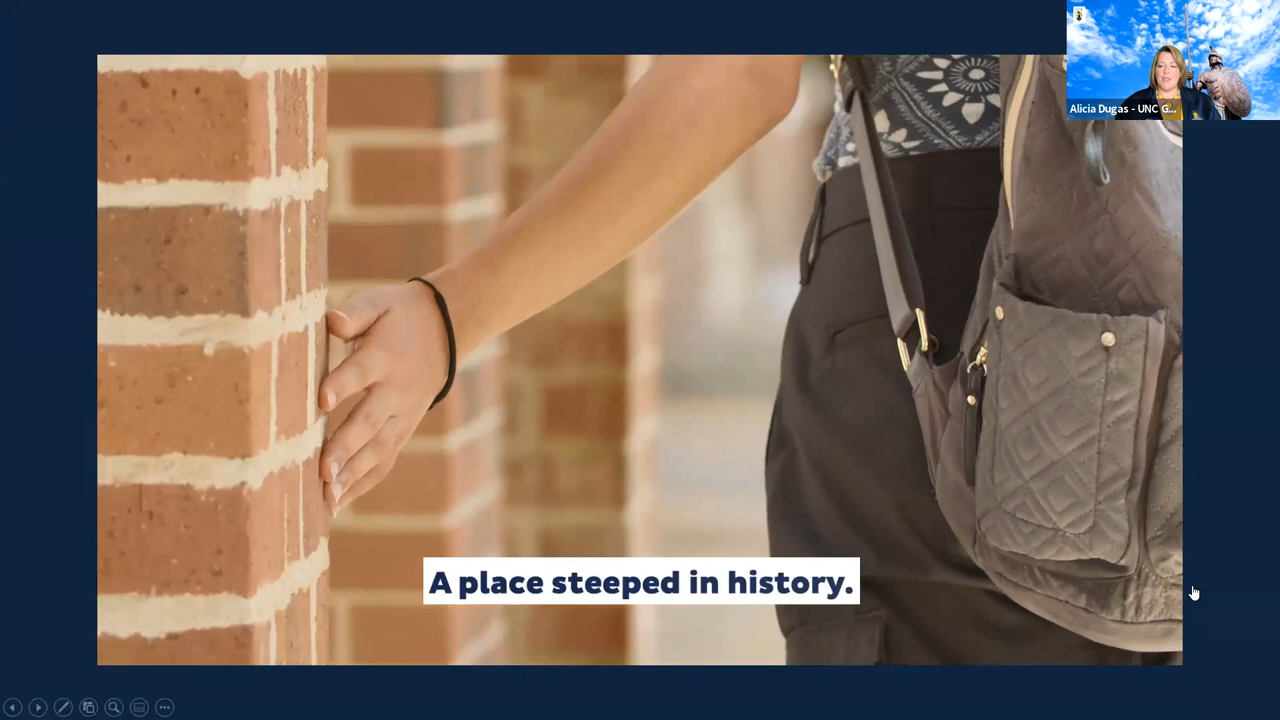 Alicia Dugas - UNC G...
A place steeped in history.